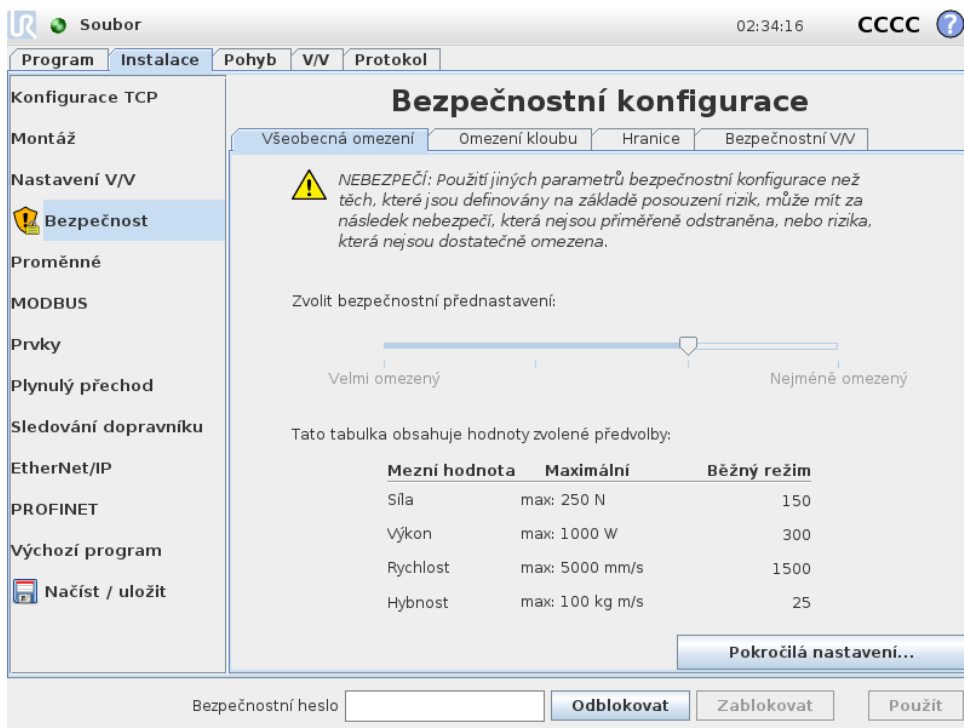 UR Soubor 02:34:16 CCCC ?
Program Instalace Pohyb V/V Protokol
Konfigurace TCP
Montáž
Nastavení V/V
Bezpečnost
Proměnné
MODBUS
Prvky
Plynulý přechod
Sledování dopravníku
EtherNet/IP
PROFINET
Výchozí program
Načíst / uložit
Bezpečnostní konfigurace
Všeobecná omezení Omezení kloubu Hranice Bezpečnostní V/V
NEBEZPEČÍ: Použití jiných parametrů bezpečnostní konfigurace než
těch, které jsou definovány na základě posouzení rizik, může mít za
následek nebezpečí, která nejsou přiměřeně odstraněna, nebo rizika,
která nejsou dostatečně omezena.
Zvolit bezpečnostní přednastavení:
Velmi omezený Nejméně omezený
Tato tabulka obsahuje hodnoty zvolené předvolby:
Mezní hodnota Maximální Běžný režim
Síla max: 250 N 150
Výkon max: 1000 W 300
Rychlost max: 5000 mm/s 1500
Hybnost max: 100 kg m/s 25
Pokročilá nastavení...
Bezpečnostní heslo Odblokovat Zablokovat Použít